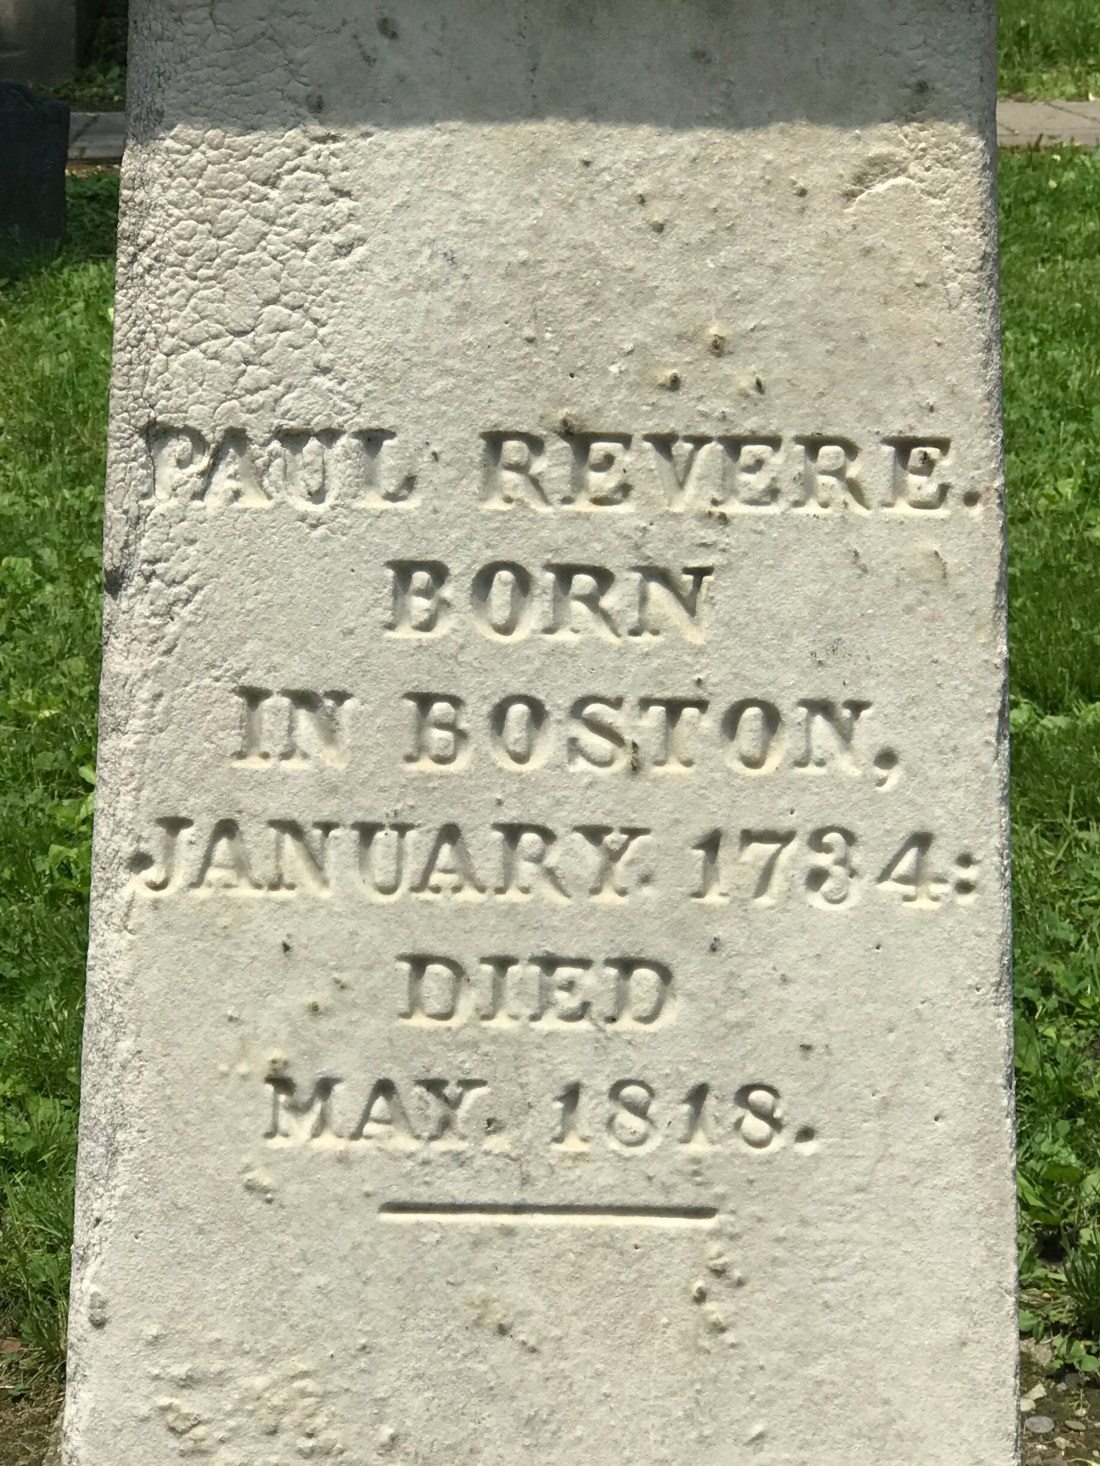 PAUL REVERE.
BORN
IN BOSTON,
JANUARY. 1734:
DIED
MAY. 1818.